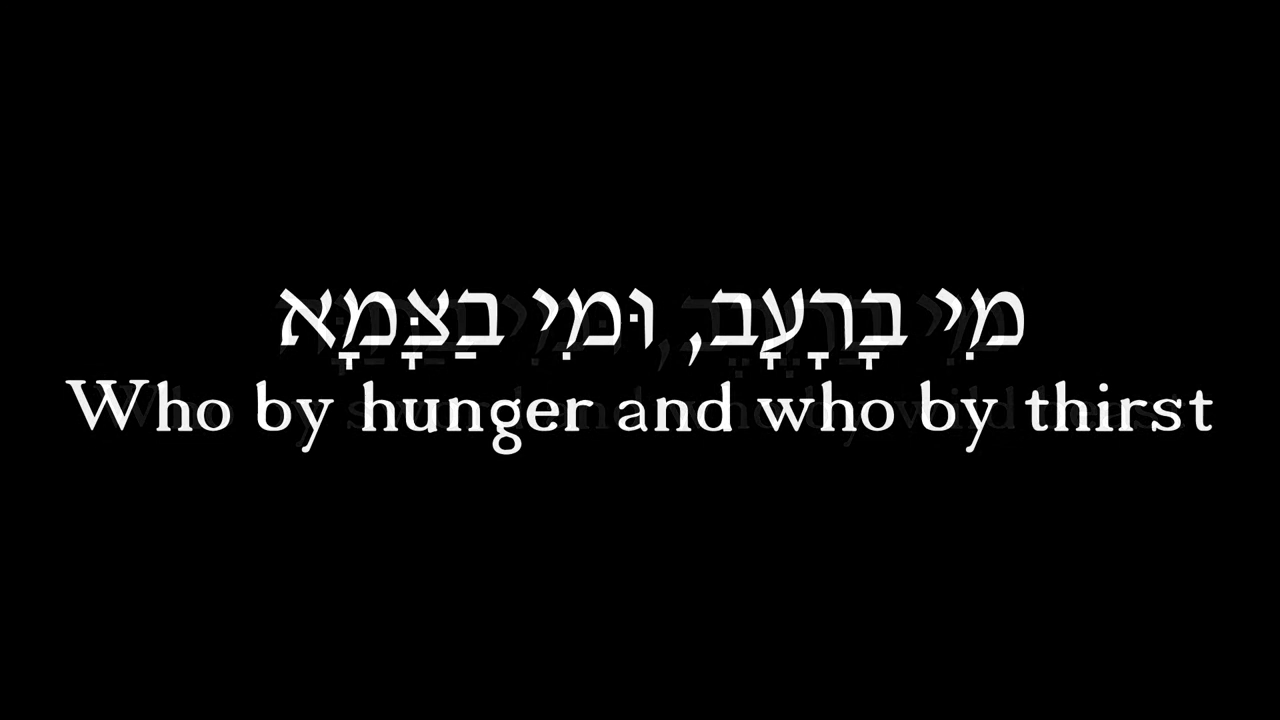 מִי בָרָעָב, וּמִי בַצָּמָא
Who by hunger and who by thirst